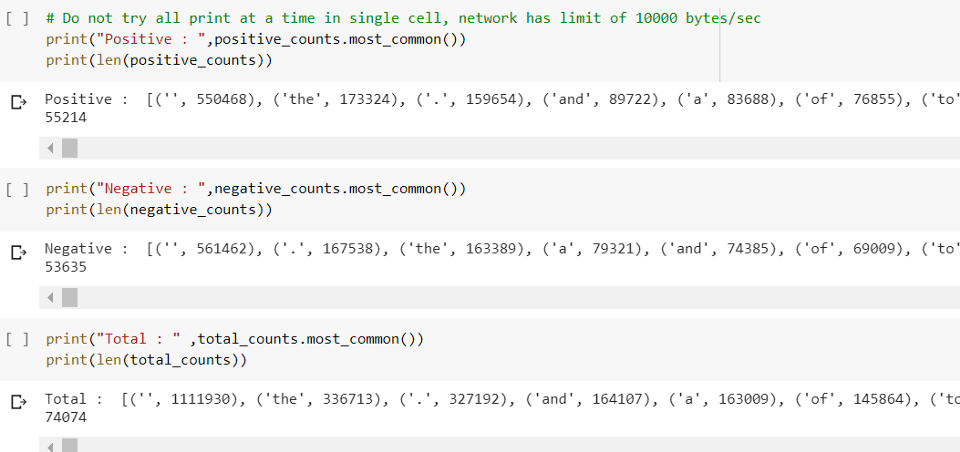 [ ] # Do not try all print at a time in single cell, network has limit of 10000 bytes/sec
print("Positive : ",positive_counts.most_common())
print(len(positive_counts))
Positive :  [('', 550468), ('the', 173324), ('.', 159654), ('and', 89722), ('a', 83688), ('of', 76855), ('to'
55214
[ ] print("Negative : ",negative_counts.most_common())
print(len(negative_counts))
Negative :  [('', 561462), ('.', 167538), ('the', 163389), ('a', 79321), ('and', 74385), ('of', 69009), ('to'
53635
[ ] print("Total : " ,total_counts.most_common())
print(len(total_counts))
Total :  [('', 1111930), ('the', 336713), ('.', 327192), ('and', 164107), ('a', 163009), ('of', 145864), ('to
74074